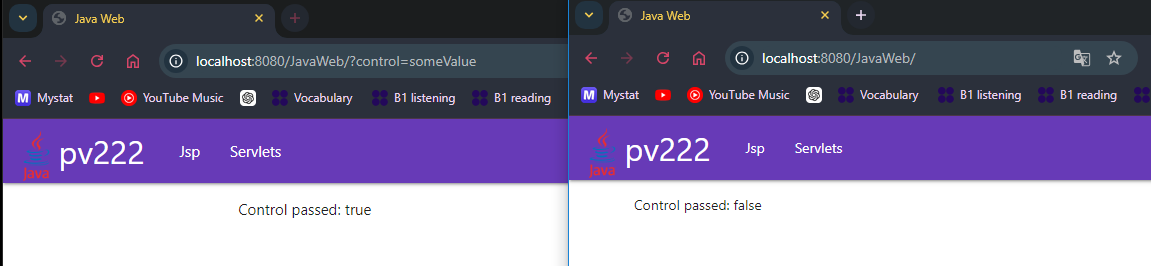 Java Web
localhost:8080/JavaWeb/?control=someValue
Mystat YouTube Music Vocabulary B1 listening B1 reading
Java pv222 Jsp Servlets
Control passed: true
Java Web
localhost:8080/JavaWeb/
Mystat YouTube Music Vocabulary B1 listening B1 reading
Java pv222 Jsp Servlets
Control passed: false